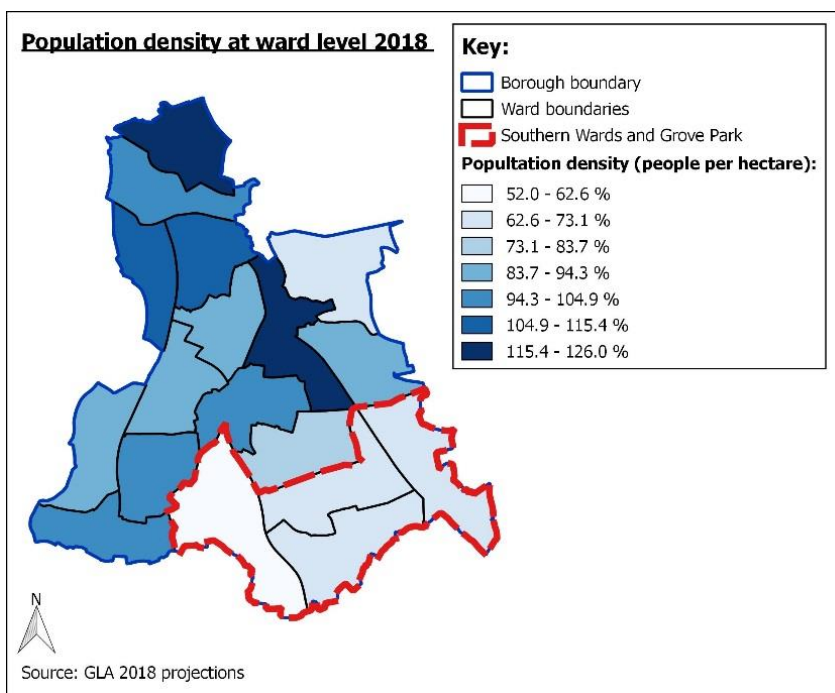 Population density at ward level 2018
Key:
Borough boundary
Ward boundaries
Southern Wards and Grove Park
Popultation density (people per hectare):
52.0 - 62.6 %
62.6 - 73.1 %
73.1 - 83.7 %
83.7 - 94.3 %
94.3 - 104.9 %
104.9 - 115.4 %
115.4 - 126.0 %
N
Source: GLA 2018 projections